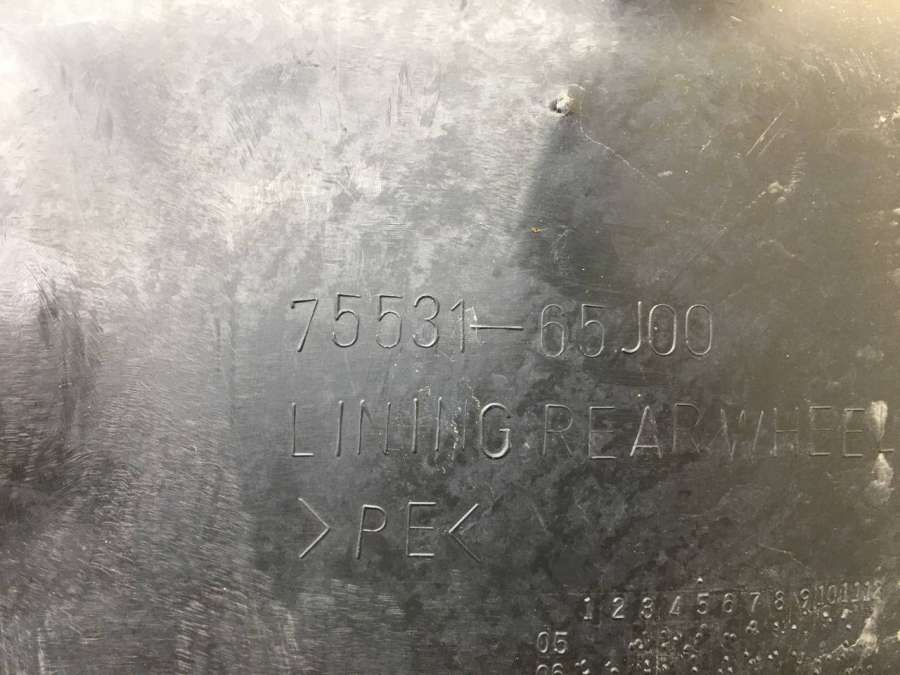 75531-65J00
LINING REAR WHEEL
>PE<
1 2 3 4 5 6 7 8 9 10 11 12
05
06